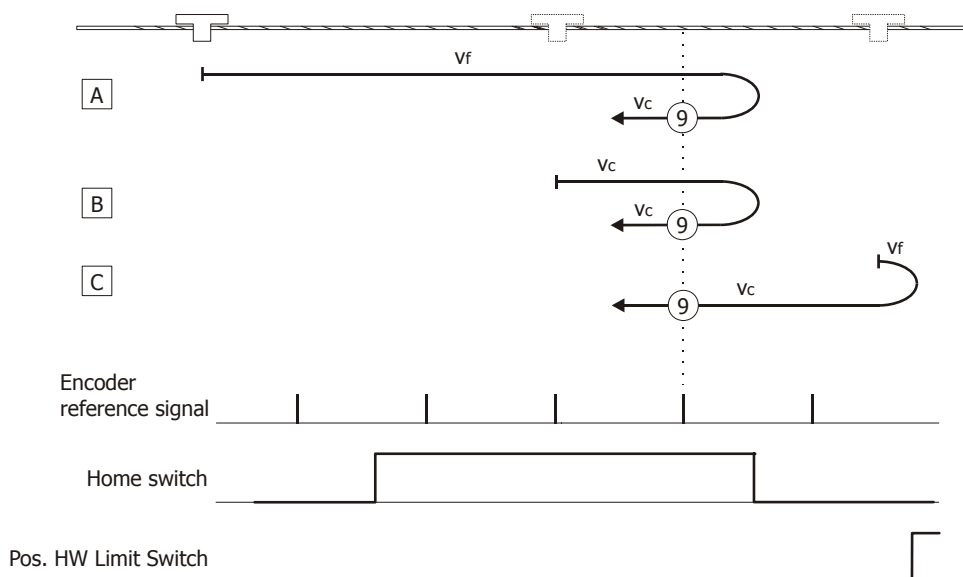 Vf
A
Vc
9
Vc
B
Vc
9
Vf
C
Vc
9
Encoder
reference signal
Home switch
Pos. HW Limit Switch